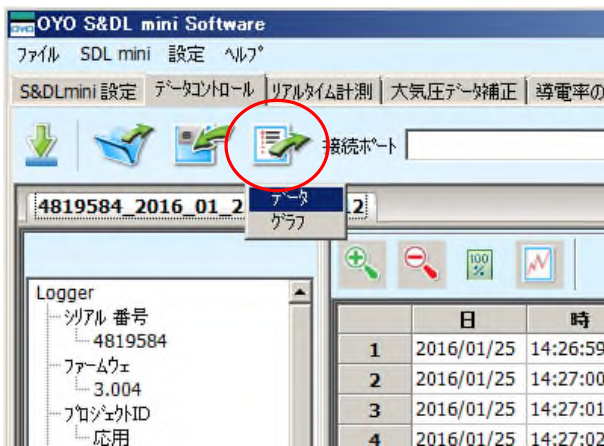 OYO S&DL mini Software
ﾌｧｲﾙ SDL mini 設定 ﾍﾙﾌﾟ
S&DLmini 設定 ﾃﾞｰﾀｺﾝﾄﾛｰﾙ ﾘｱﾙﾀｲﾑ計測 大気圧ﾃﾞｰﾀ補正 導電率の
接続ﾎﾟｰﾄ
4819584_2016_01_2
12
ﾃﾞｰﾀ
ｸﾞﾗﾌ
100
%
Logger
ｼﾘｱﾙ 番号
4819584
ﾌｧｰﾑｳｪ
3.004
ﾌﾟﾛｼﾞｪｸﾄID
応用
日 時
1 2016/01/25 14:26:59
2 2016/01/25 14:27:00
3 2016/01/25 14:27:01
4 2016/01/25 14:27:02